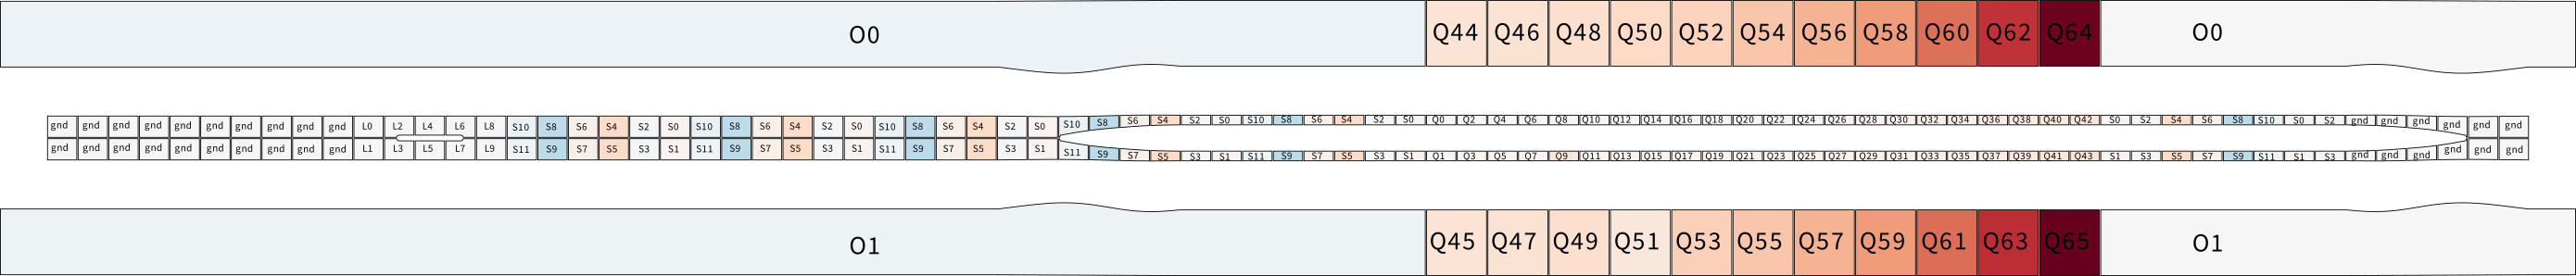 O0 Q44 Q46 Q48 Q50 Q52 Q54 Q56 Q58 Q60 Q62 Q64 O0
gnd gnd gnd gnd gnd gnd gnd gnd gnd gnd L0 L2 L4 L6 L8 S10 S8 S6 S4 S2 S0 S10 S8 S6 S4 S2 S0 S10 S8 S6 S4 S2 S0 S10 S8 S6 S4 S2 S0 S10 S8 S6 S4 S2 S0 Q0 Q2 Q4 Q6 Q8 Q10 Q12 Q14 Q16 Q18 Q20 Q22 Q24 Q26 Q28 Q30 Q32 Q34 Q36 Q38 Q40 Q42 S0 S2 S4 S6 S8 S10 S0 S2 gnd gnd gnd gnd gnd gnd
gnd gnd gnd gnd gnd gnd gnd gnd gnd gnd L1 L3 L5 L7 L9 S11 S9 S7 S5 S3 S1 S11 S9 S7 S5 S3 S1 S11 S9 S7 S5 S3 S1 S11 S9 S7 S5 S3 S1 S11 S9 S7 S5 S3 S1 Q1 Q3 Q5 Q7 Q9 Q11 Q13 Q15 Q17 Q19 Q21 Q23 Q25 Q27 Q29 Q31 Q33 Q35 Q37 Q39 Q41 Q43 S1 S3 S5 S7 S9 S11 S1 S3 gnd gnd gnd gnd gnd gnd
O1 Q45 Q47 Q49 Q51 Q53 Q55 Q57 Q59 Q61 Q63 Q65 O1